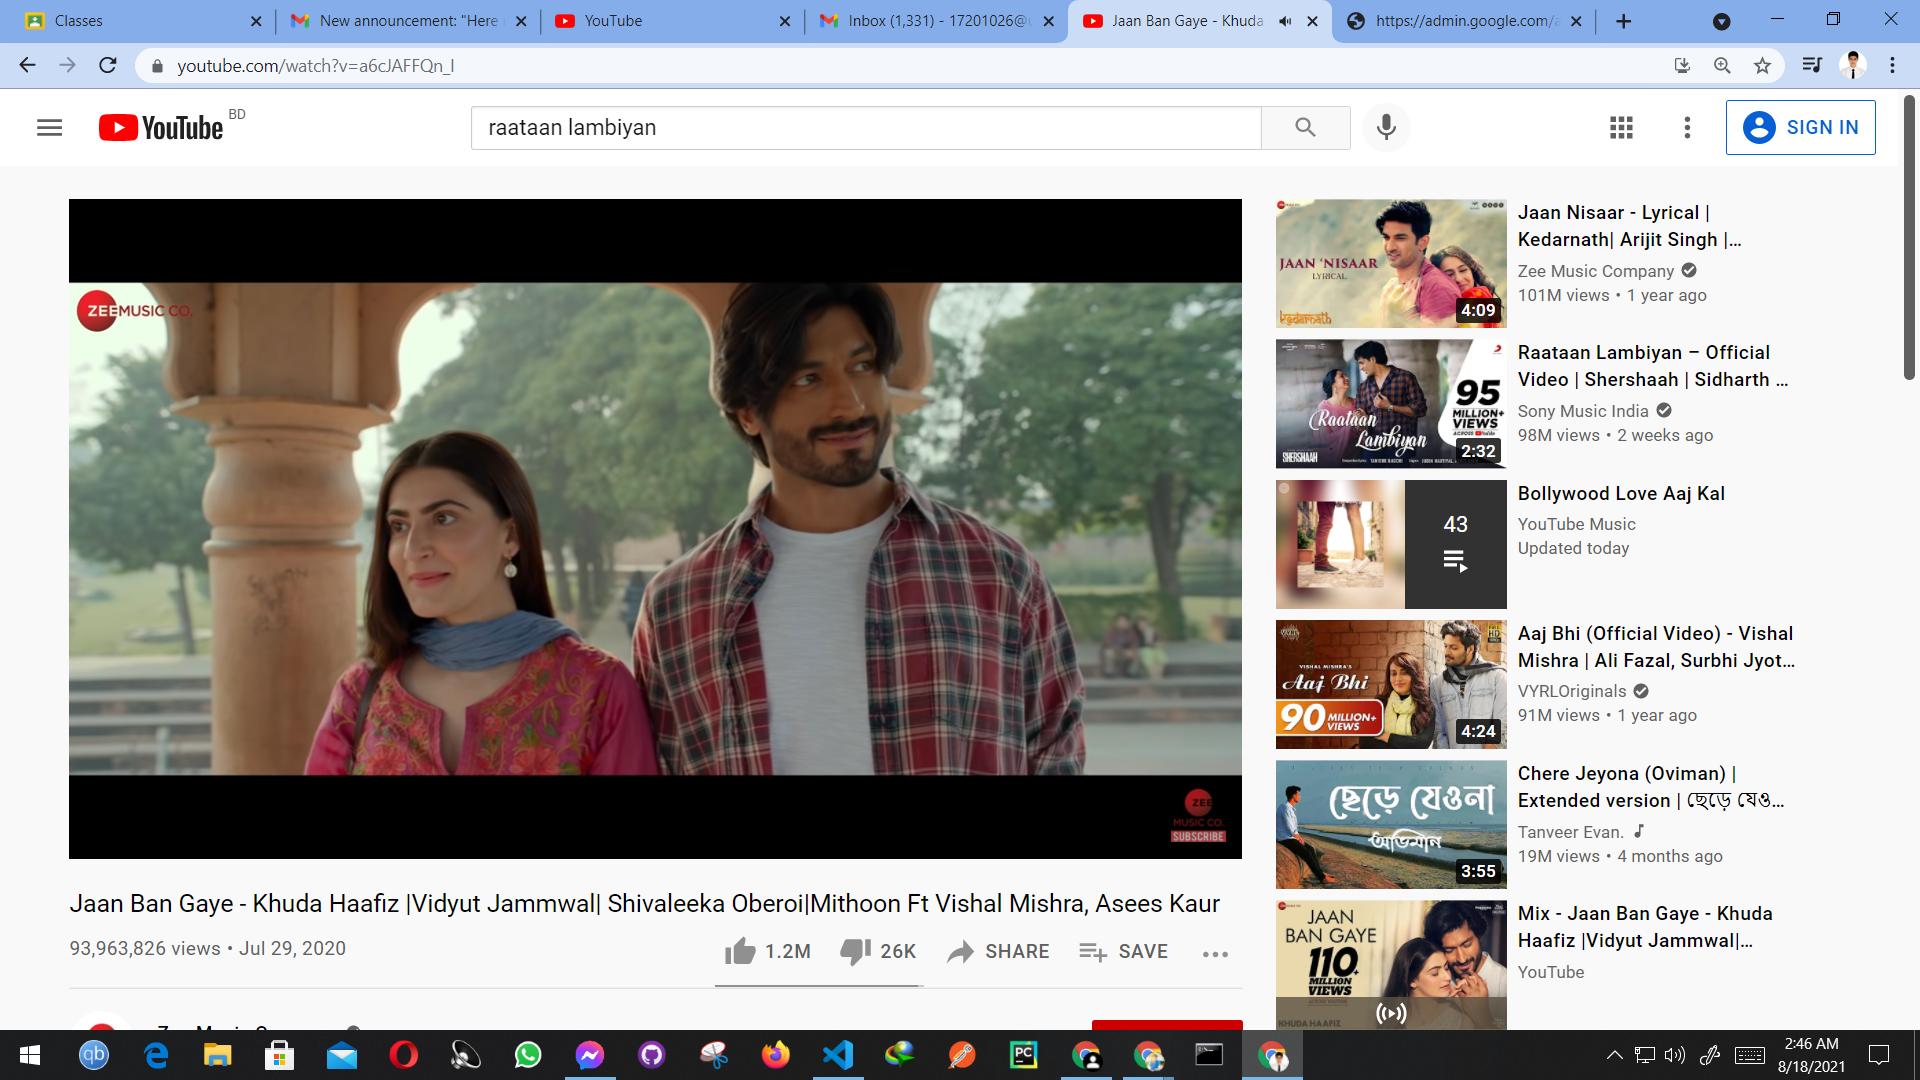 Classes
New announcement: "Here
YouTube
Inbox (1,331) - 17201026@
Jaan Ban Gaye - Khuda
https://admin.google.com/a
youtube.com/watch?v=a6cJAFFQn_I
YouTube BD
raataan lambiyan
SIGN IN
ZEE MUSIC CO.
ZEE
MUSIC CO.
SUBSCRIBE
Jaan Ban Gaye - Khuda Haafiz |Vidyut Jammwal| Shivaleeka Oberoi|Mithoon Ft Vishal Mishra, Asees Kaur
93,963,826 views • Jul 29, 2020
1.2M 26K SHARE SAVE
JAAN 'NISAAR
LYRICAL
kedarnath
4:09
Jaan Nisaar - Lyrical |
Kedarnath| Arijit Singh |...
Zee Music Company
101M views • 1 year ago
95
MILLION+
VIEWS
ACROSS YouTube
Raataan
Lambiyan
SHERSHAAH
2:32
Raataan Lambiyan – Official
Video | Shershaah | Sidharth ...
Sony Music India
98M views • 2 weeks ago
43
Bollywood Love Aaj Kal
YouTube Music
Updated today
VISHAL MISHRA'S
Aaj Bhi
90 MILLION+
VIEWS
4:24
Aaj Bhi (Official Video) - Vishal
Mishra | Ali Fazal, Surbhi Jyot...
VYRLOriginals
91M views • 1 year ago
ছেড়ে যেওনা
অভিমান
3:55
Chere Jeyona (Oviman) |
Extended version | ছেড়ে যেও...
Tanveer Evan.
19M views • 4 months ago
JAAN
BAN GAYE
110+
MILLION
VIEWS
KHUDA HAAFIZ
Mix - Jaan Ban Gaye - Khuda
Haafiz |Vidyut Jammwal|...
YouTube
qb
PC
2:46 AM
8/18/2021